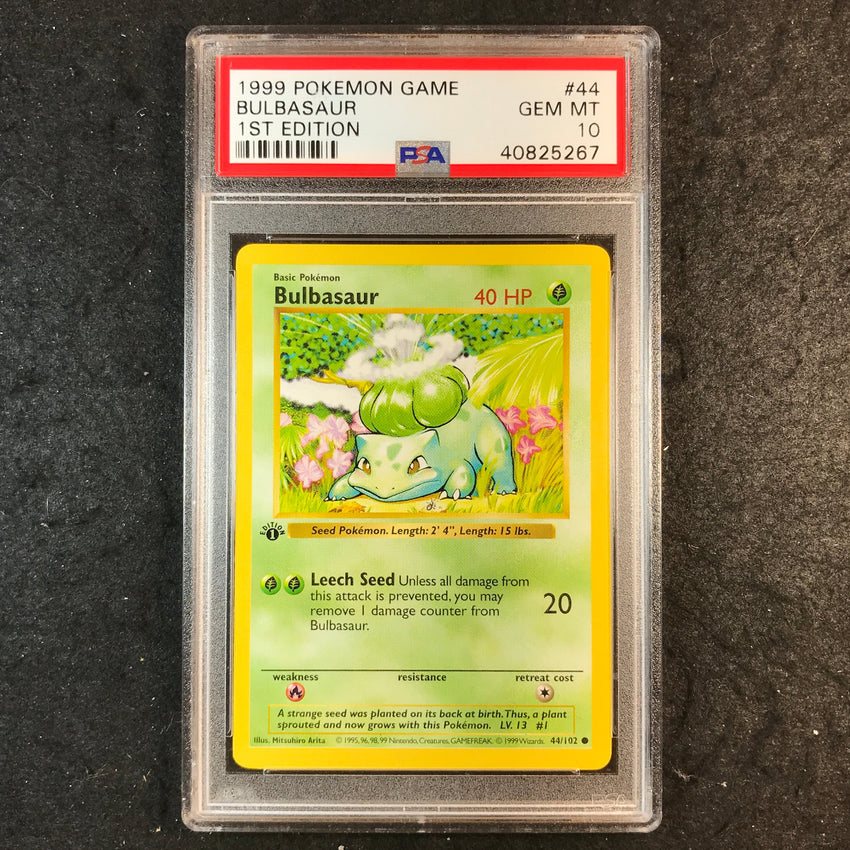 1999 POKEMON GAME #44
BULBASAUR GEM MT
1ST EDITION 10
PSA 40825267
Basic Pokémon
Bulbasaur 40 HP
EDITION 1
Seed Pokémon. Length: 2' 4", Length: 15 lbs.
Leech Seed Unless all damage from
this attack is prevented, you may
remove 1 damage counter from
Bulbasaur.
20
weakness resistance retreat cost
A strange seed was planted on its back at birth. Thus, a plant
sprouted and now grows with this Pokémon. LV. 13 #1
Illus. Mitsuhiro Arita © 1995, 96, 98, 99 Nintendo, Creatures, GAMEFREAK. © 1999 Wizards. 44/102